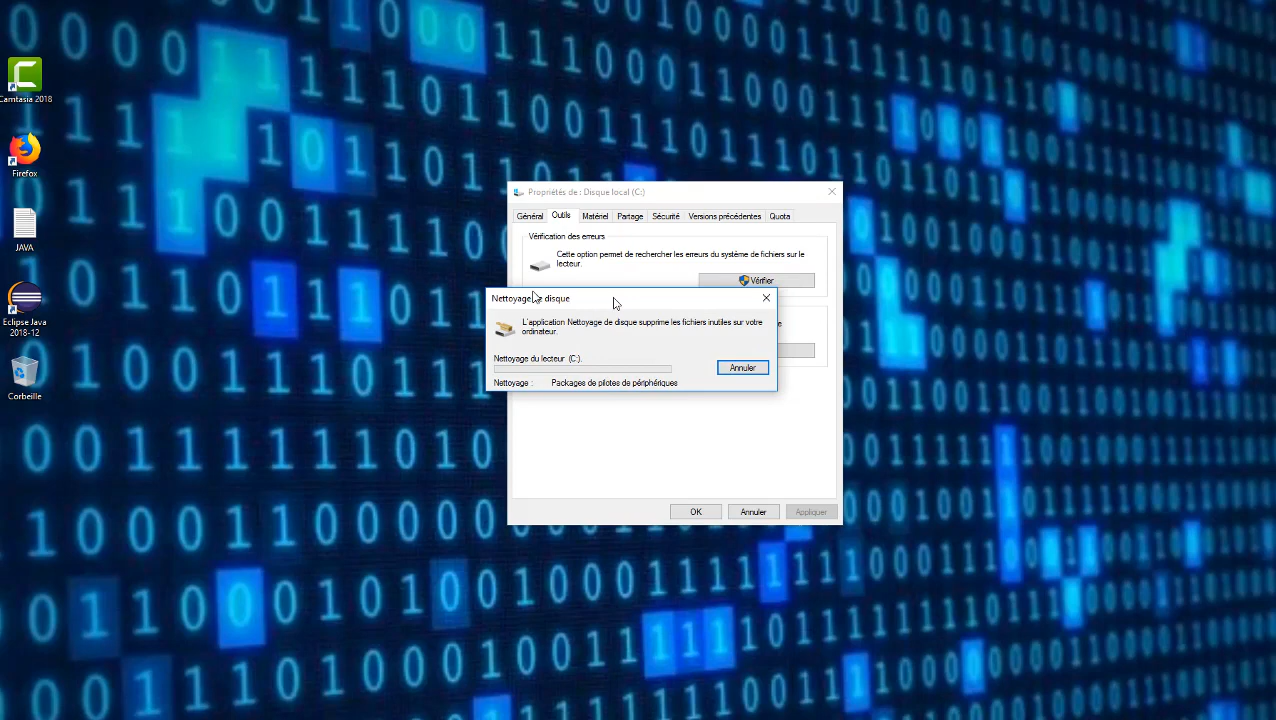 Camtasia 2018
Firefox
JAVA
Eclipse Java
2018-12
Corbeille
Propriétés de : Disque local (C:)
Général Outils Matériel Partage Sécurité Versions précédentes Quota
Vérification des erreurs
Cette option permet de rechercher les erreurs du système de fichiers sur le
lecteur.
Vérifier
Nettoyage de disque
L'application Nettoyage de disque supprime les fichiers inutiles sur votre
ordinateur.
Nettoyage du lecteur (C:).
Annuler
Nettoyage : Packages de pilotes de périphériques
OK Annuler Appliquer